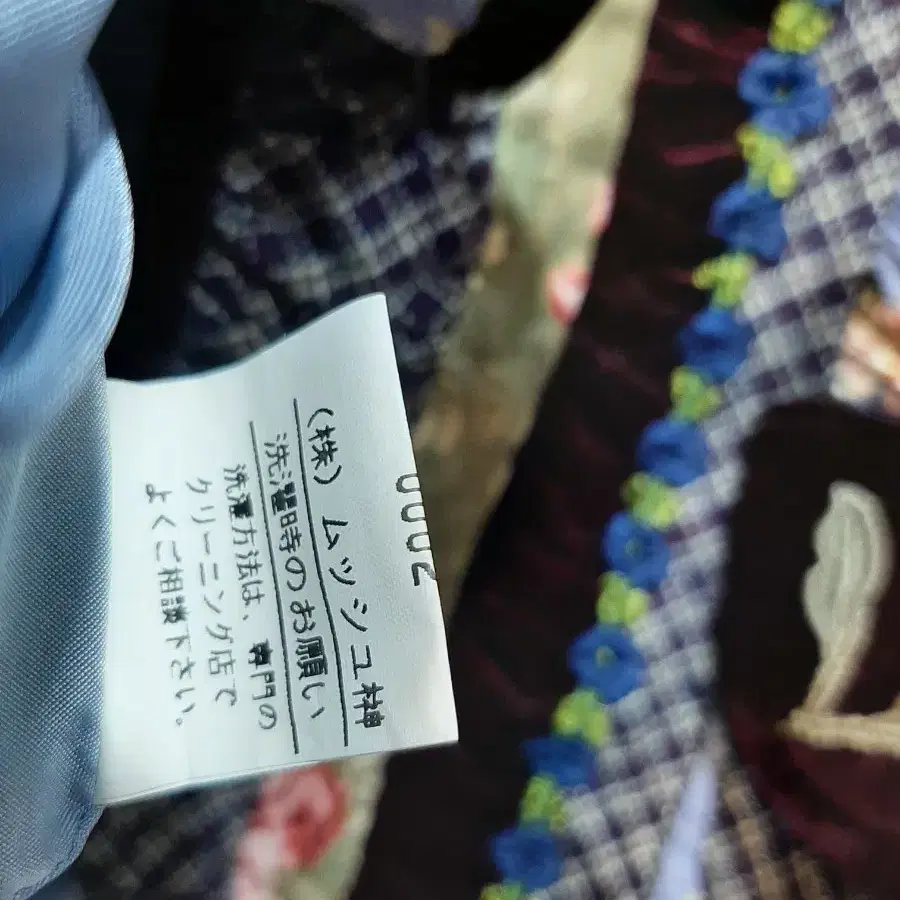 (株) ムッシュ榊
洗濯時のお願い
洗濯方法は、専門の
クリーニング店で
よくご相談下さい。